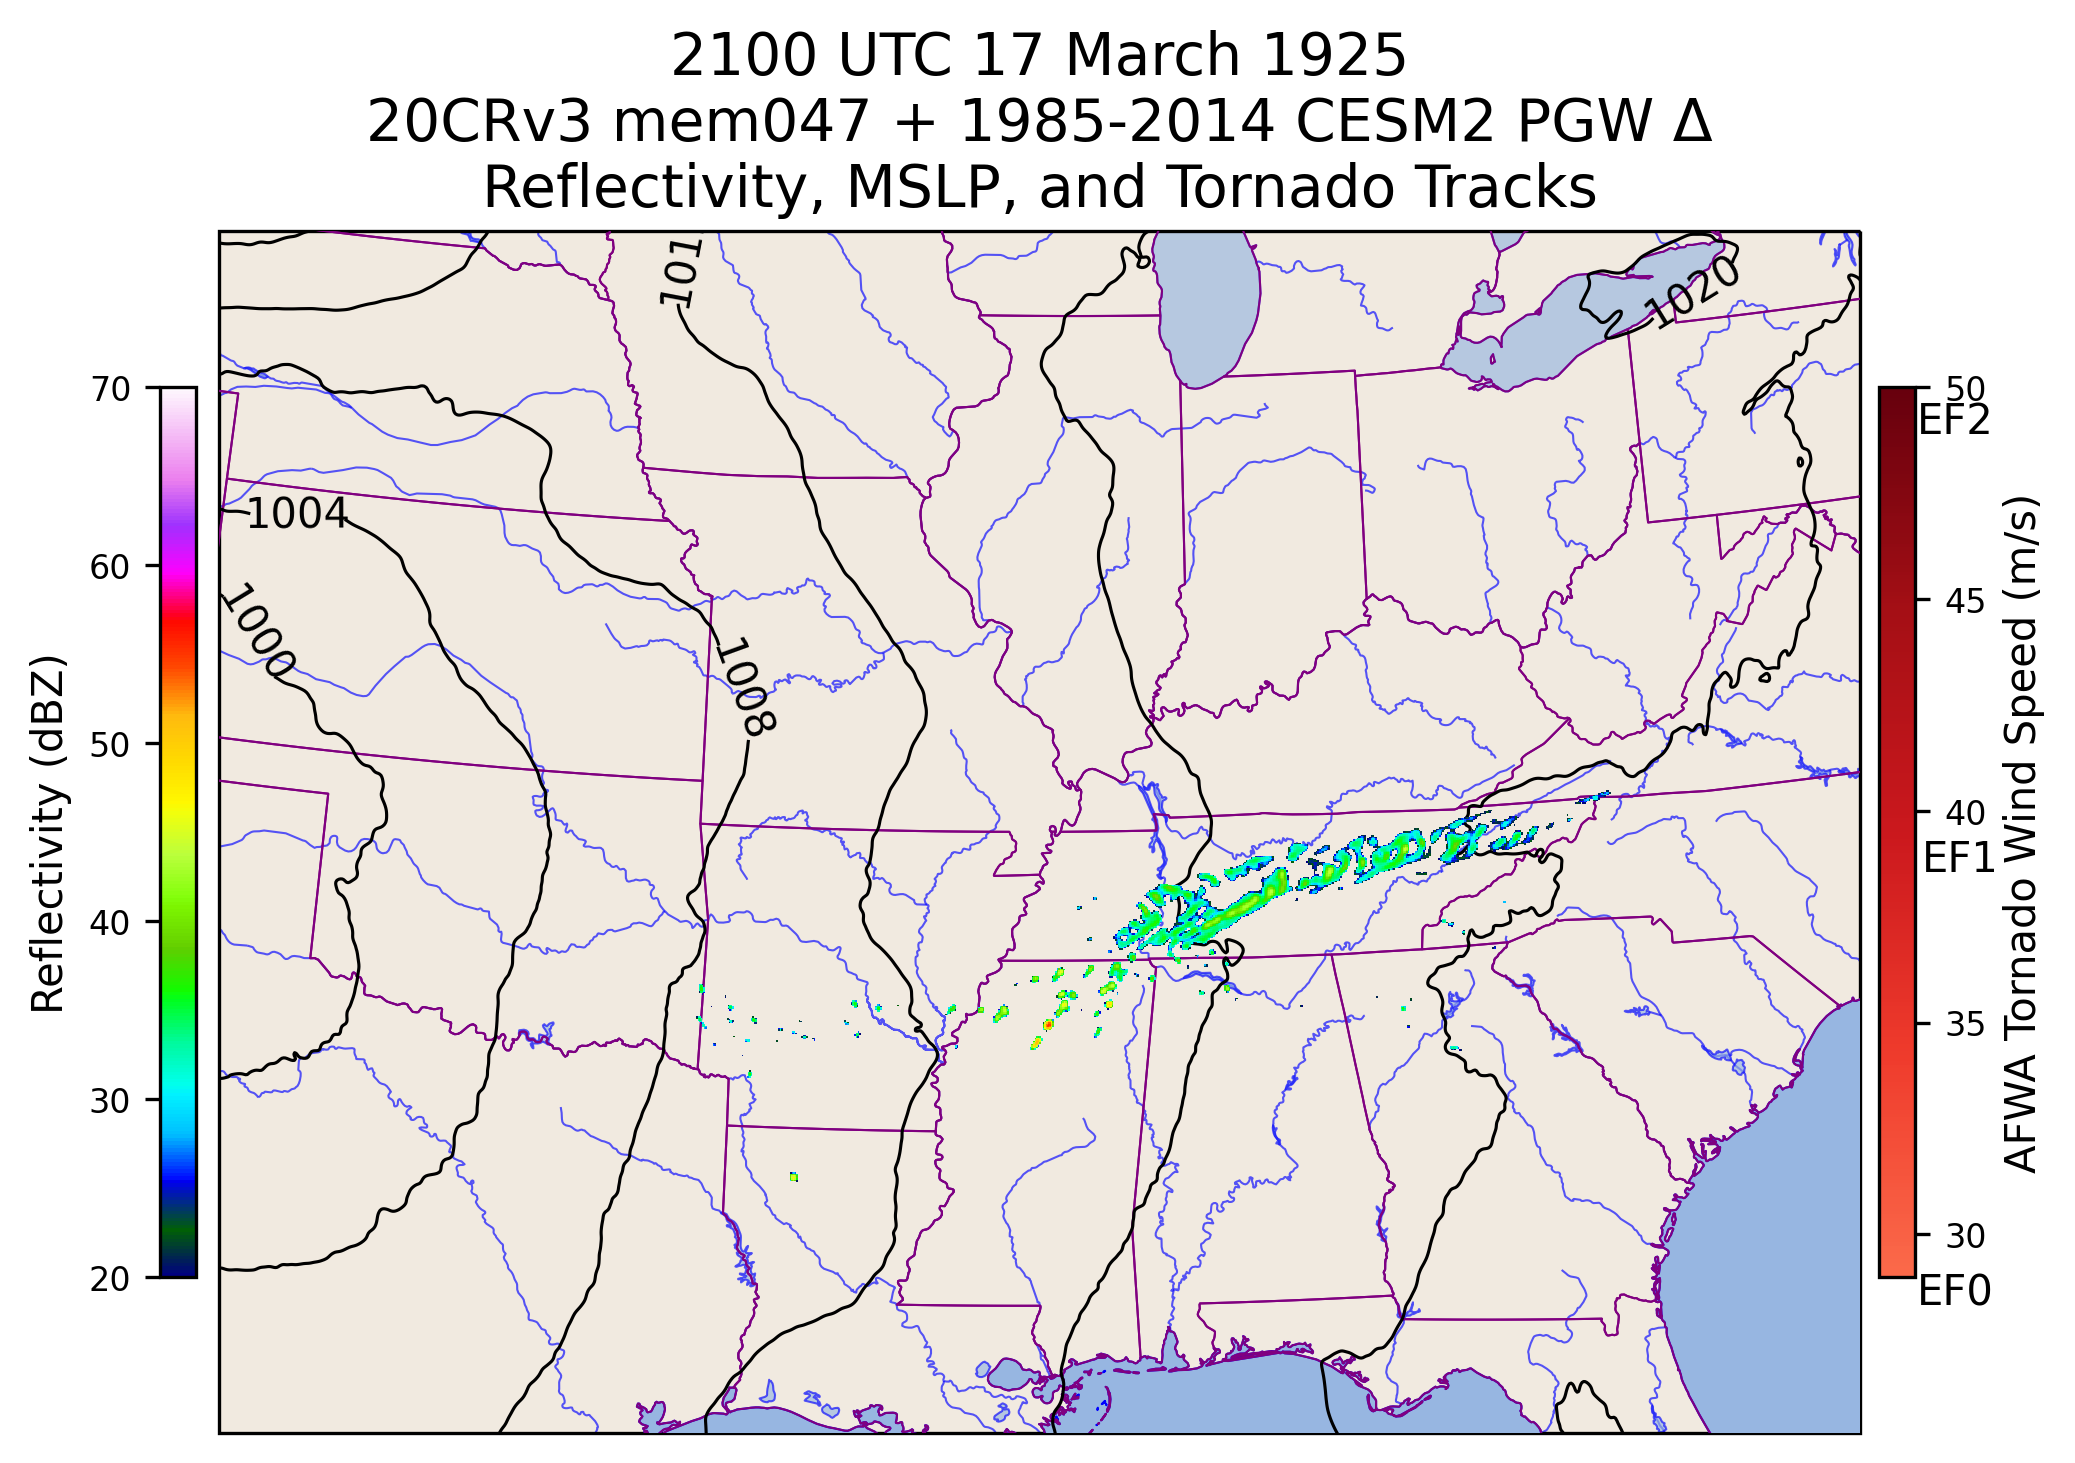 2100 UTC 17 March 1925
20CRv3 mem047 + 1985-2014 CESM2 PGW Δ
Reflectivity, MSLP, and Tornado Tracks
101
1020
1004
1000
1008
70
60
50
40
30
20
Reflectivity (dBZ)
50
EF2
45
40
EF1
35
30
EF0
AFWA Tornado Wind Speed (m/s)